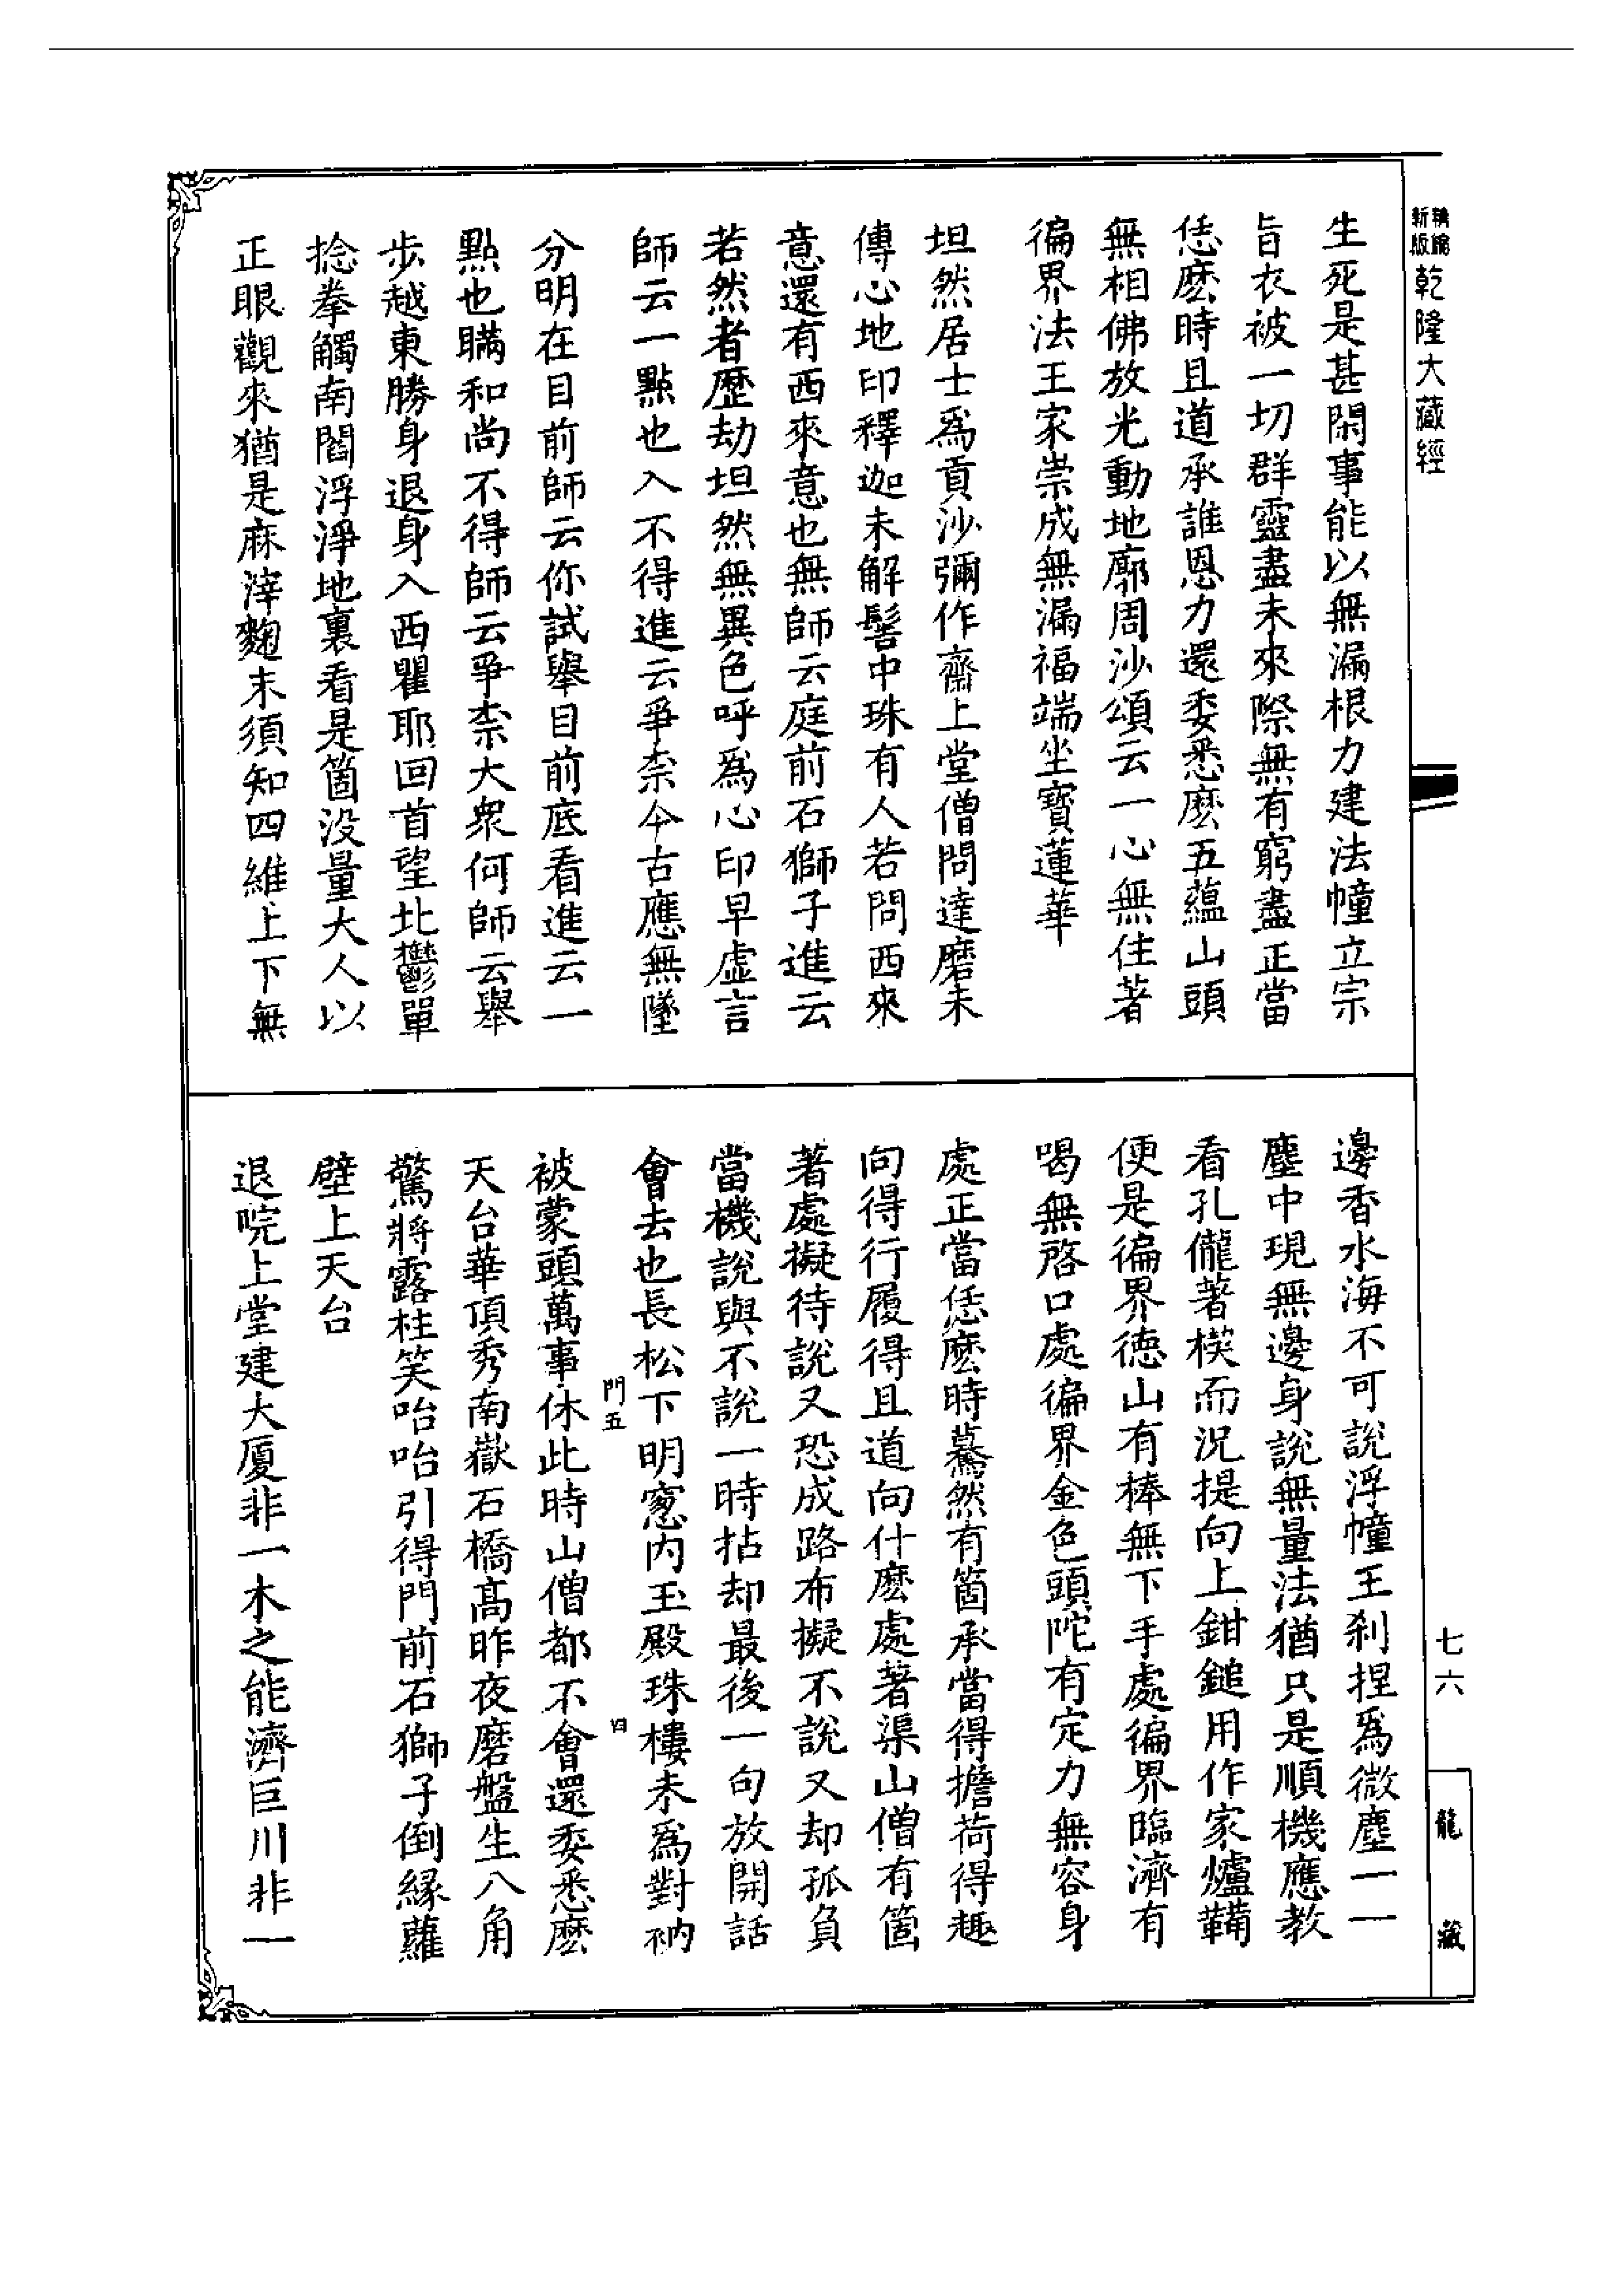 精縮新版乾隆大藏經
生死是甚閑事能以無漏根力建法幢立宗
旨衣被一切群靈盡未來際無有窮盡正當
恁麽時且道承誰恩力還委悉麽五蘊山頭
無相佛放光動地廓周沙頌云一心無住著
徧界法王家崇成無漏福端坐寶蓮華
坦然居士爲貢沙彌作齋上堂僧問達磨未
傳心地印釋迦未解髻中珠有人若問西來
意還有西來意也無師云庭前石獅子進云
若然者歷劫坦然無異色呼爲心印早虛言
師云一點也入不得進云爭柰今古應無墜
分明在目前師云你試舉目前底看進云一
點也瞞和尚不得師云爭柰大衆何師云舉
步越東勝身退身入西瞿耶回首望北鬱單
捻拳觸南閻浮淨地裏看是箇没量大人以
正眼觀來猶是麻滓麴末須知四維上下無
邊香水海不可說浮幢王刹捏爲微塵一一
塵中現無邊身說無量法猶只是順機應教
看孔儱著楔而況提向上鉗鎚用作家爐鞴
便是徧界德山有棒無下手處徧界臨濟有
喝無啓口處徧界金色頭陀有定力無容身
處正當恁麽時驀然有箇承當得擔荷得趣
向得行履得且道向什麽處著渠山僧有箇
著處擬待說又恐成路布擬不說又却孤負
當機說與不說一時拈却最後一句放開話
會去也長松下明窻内玉殿珠樓未爲對衲
門五
四
被蒙頭萬事休此時山僧都不會還委悉麽
天台華頂秀南嶽石橋髙昨夜磨盤生八角
驚將露柱笑咍咍引得門前石獅子倒緣蘿
壁上天台
退院上堂建大厦非一木之能濟巨川非一
七六
龍藏